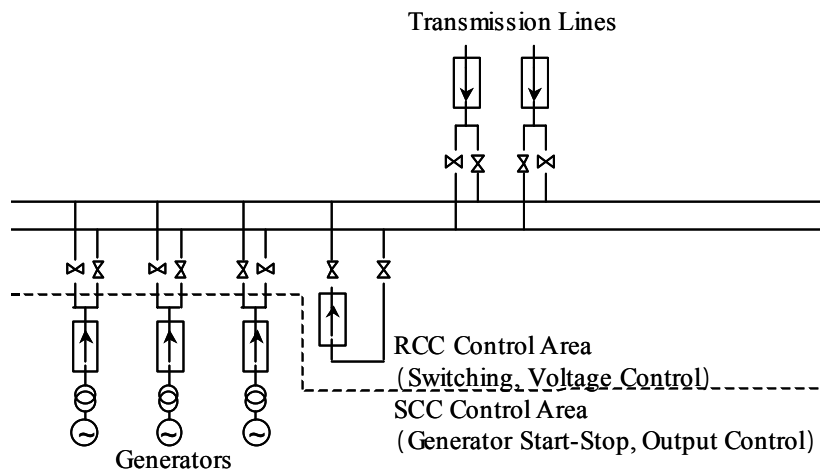 Transmission Lines
RCC Control Area
(Switching, Voltage Control)
SCC Control Area
(Generator Start-Stop, Output Control)
Generators